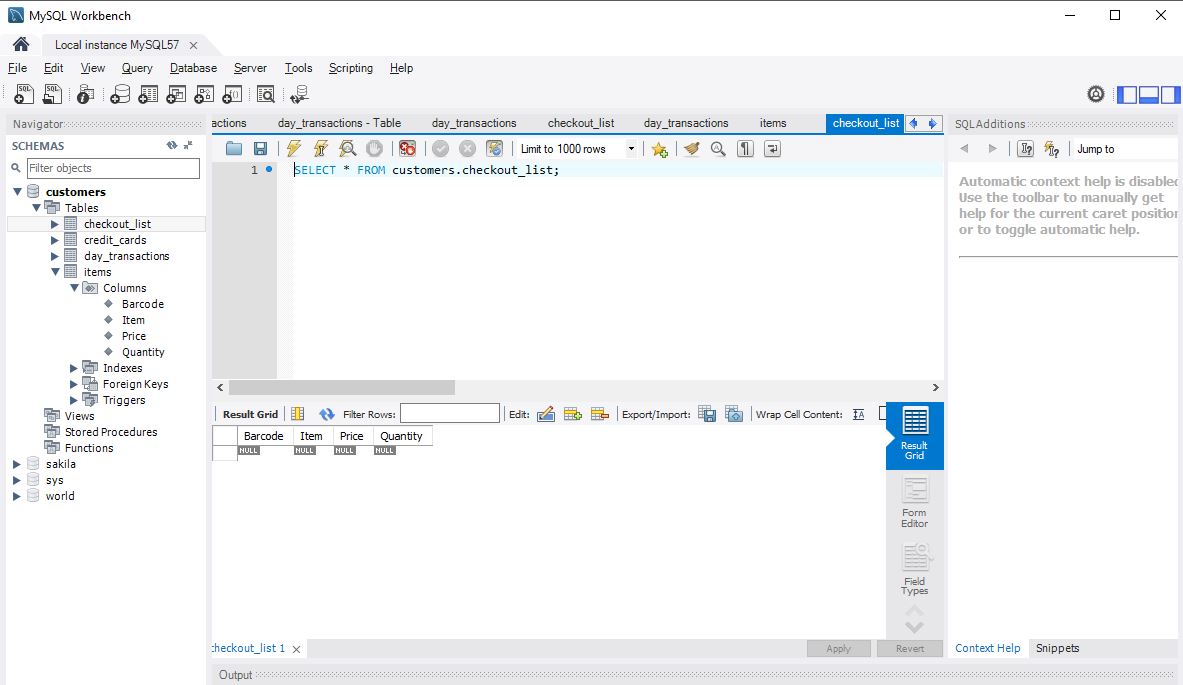 MySQL Workbench
Local instance MySQL57
File Edit View Query Database Server Tools Scripting Help
Navigator
SCHEMAS
Filter objects
customers
Tables
checkout_list
credit_cards
day_transactions
items
Columns
Barcode
Item
Price
Quantity
Indexes
Foreign Keys
Triggers
Views
Stored Procedures
Functions
sakila
sys
world
actions day_transactions - Table day_transactions checkout_list day_transactions items checkout_list
Limit to 1000 rows
1 SELECT * FROM customers.checkout_list;
Result Grid Filter Rows: Edit: Export/Import: Wrap Cell Content:
Barcode Item Price Quantity
NULL NULL NULL NULL
Result
Grid
Form
Editor
Field
Types
checkout_list 1
Apply Revert
Output
SQLAdditions
Jump to
Automatic context help is disabled
Use the toolbar to manually get
help for the current caret position
or to toggle automatic help.
Context Help Snippets